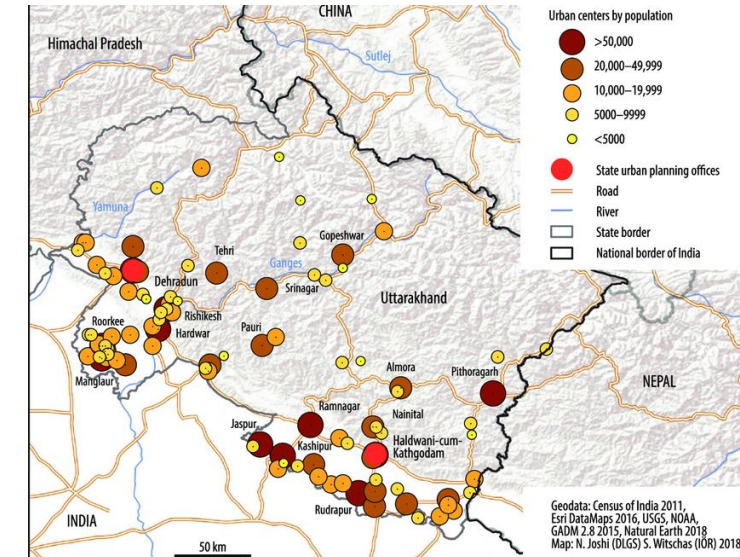 CHINA
Himachal Pradesh
Sutlej
Yamuna
Tehri
Gopeshwar
Ganges
Dehradun
Srinagar
Uttarakhand
Rishikesh
Roorkee
Hardwar
Pauri
Manglaur
Almora
Pithoragarh
NEPAL
Ramnagar
Nainital
Jaspur
Kashipur
Haldwani-cum-
Kathgodam
Rudrapur
INDIA
50 km
Urban centers by population
>50,000
20,000–49,999
10,000–19,999
5000–9999
<5000
State urban planning offices
Road
River
State border
National border of India
Geodata: Census of India 2011,
Esri DataMaps 2016, USGS, NOAA,
GADM 2.8 2015, Natural Earth 2018
Map: N. Joshi (DLGS) S. Witschas (IÖR) 2018